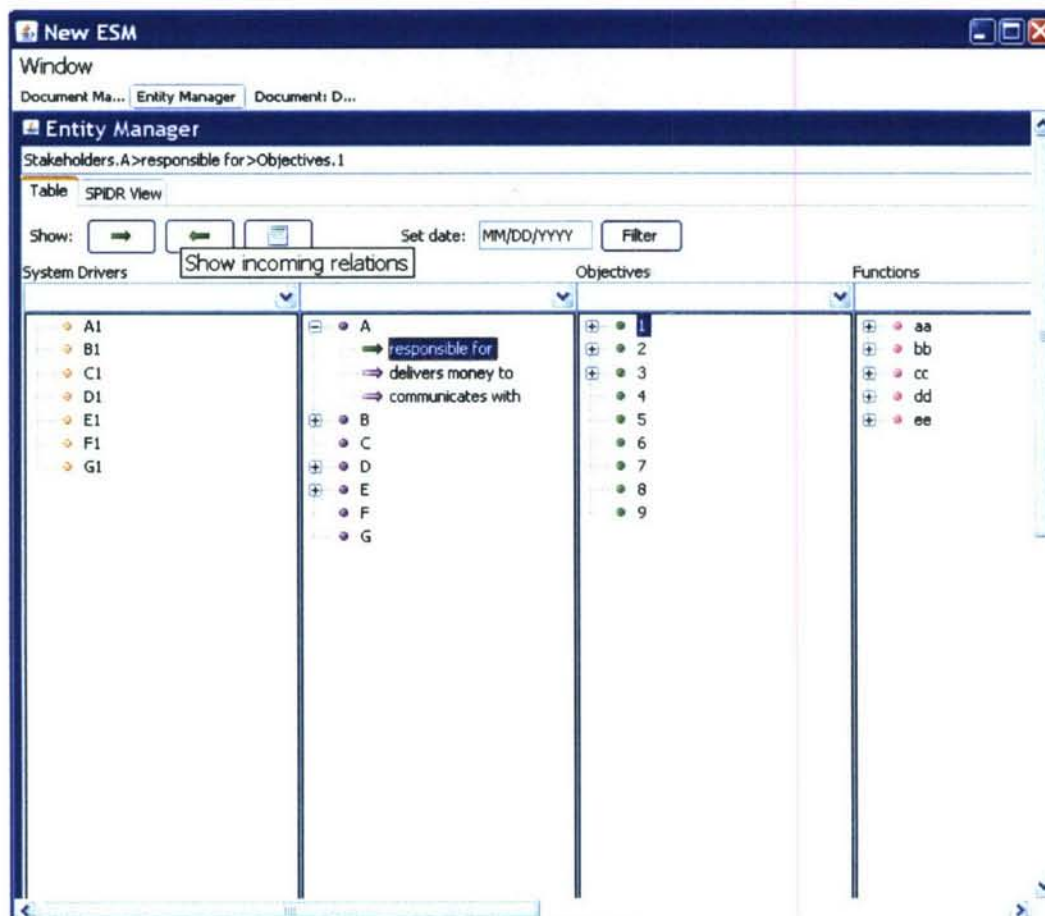 New ESM
Window
Document Ma... Entity Manager Document: D...
Entity Manager
Stakeholders.A>responsible for>Objectives.1
Table SPIDR View
Show: Set date: MM/DD/YYYY Filter
Show incoming relations
System Drivers Objectives Functions
A1 A 1 aa
B1 responsible for 2 bb
C1 delivers money to 3 cc
D1 communicates with 4 dd
E1 B 5 ee
F1 C 6
G1 D 7
E 8
F 9
G